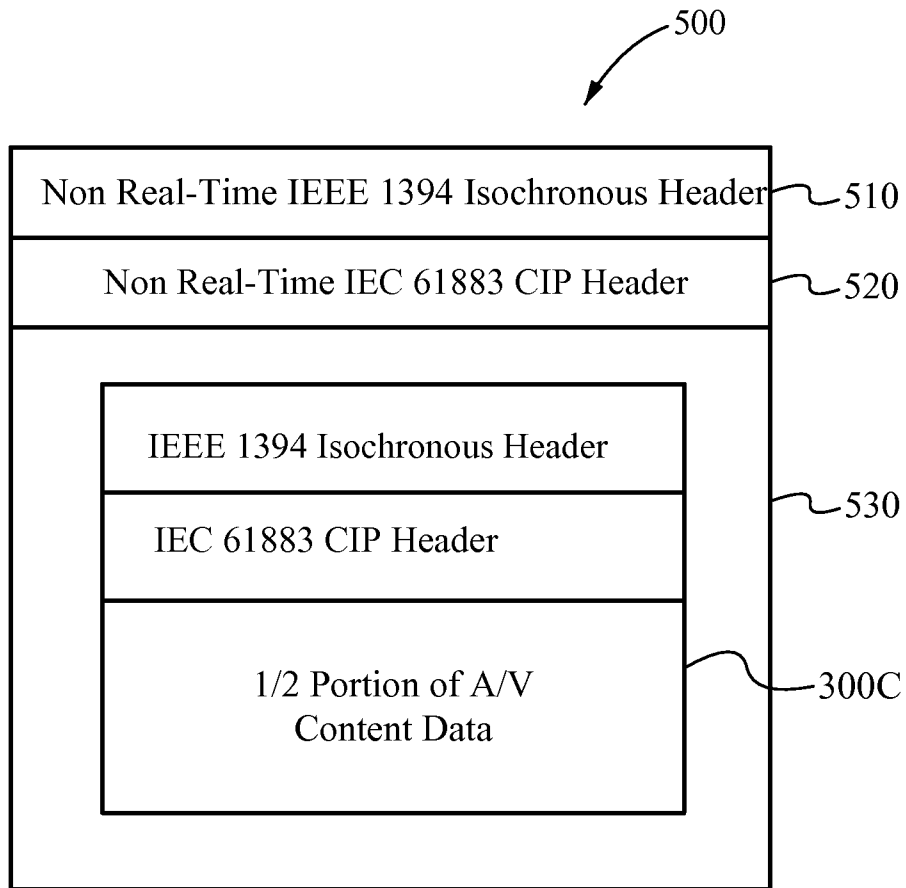 500
Non Real-Time IEEE 1394 Isochronous Header
510
Non Real-Time IEC 61883 CIP Header
520
IEEE 1394 Isochronous Header
530
IEC 61883 CIP Header
1/2 Portion of A/V
Content Data
300C